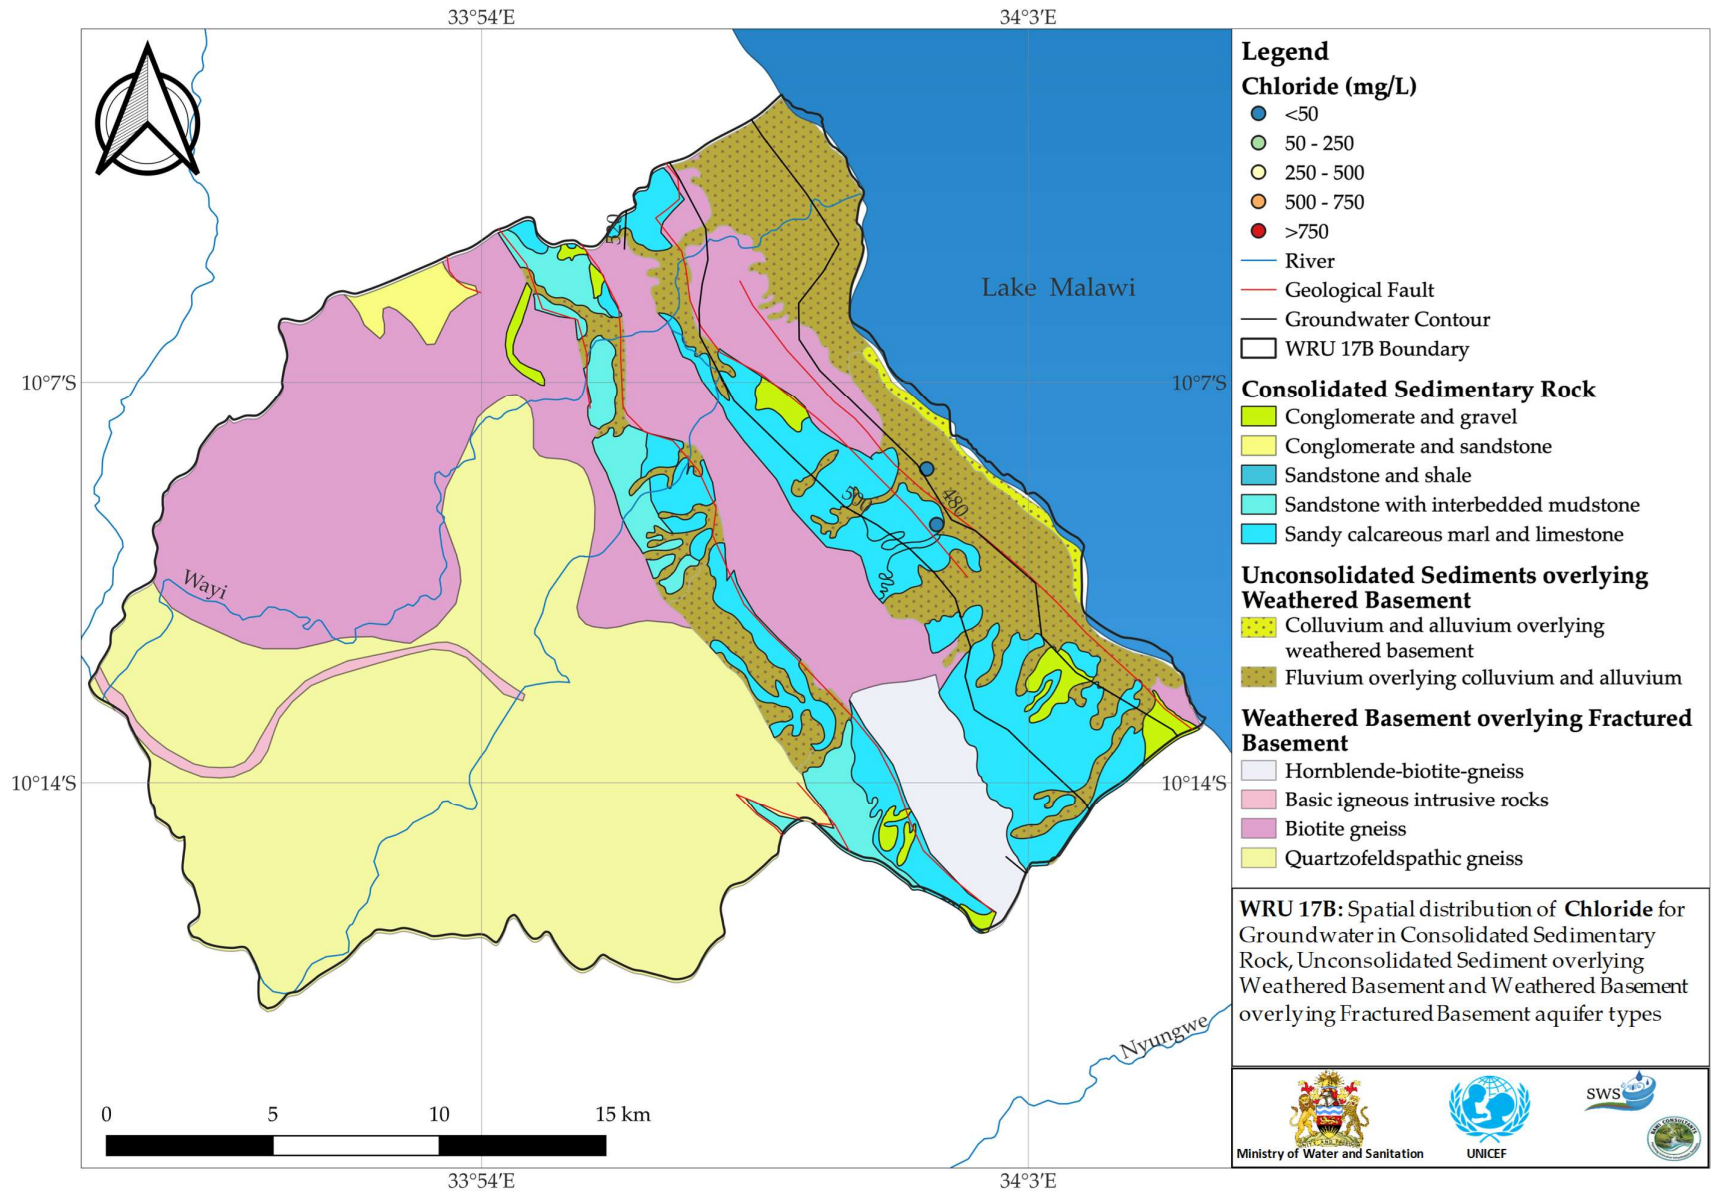 33°54′E
34°3′E
10°7′S
10°7′S
10°14′S
10°14′S
33°54′E
34°3′E
Lake Malawi
520
500
480
Wayi
Nyungwe
0 5 10 15 km
Legend
Chloride (mg/L)
<50
50 - 250
250 - 500
500 - 750
>750
River
Geological Fault
Groundwater Contour
WRU 17B Boundary
Consolidated Sedimentary Rock
Conglomerate and gravel
Conglomerate and sandstone
Sandstone and shale
Sandstone with interbedded mudstone
Sandy calcareous marl and limestone
Unconsolidated Sediments overlying
Weathered Basement
Colluvium and alluvium overlying
weathered basement
Fluvium overlying colluvium and alluvium
Weathered Basement overlying Fractured
Basement
Hornblende-biotite-gneiss
Basic igneous intrusive rocks
Biotite gneiss
Quartzofeldspathic gneiss
WRU 17B: Spatial distribution of Chloride for
Groundwater in Consolidated Sedimentary
Rock, Unconsolidated Sediment overlying
Weathered Basement and Weathered Basement
overlying Fractured Basement aquifer types
Ministry of Water and Sanitation
UNICEF
SWS